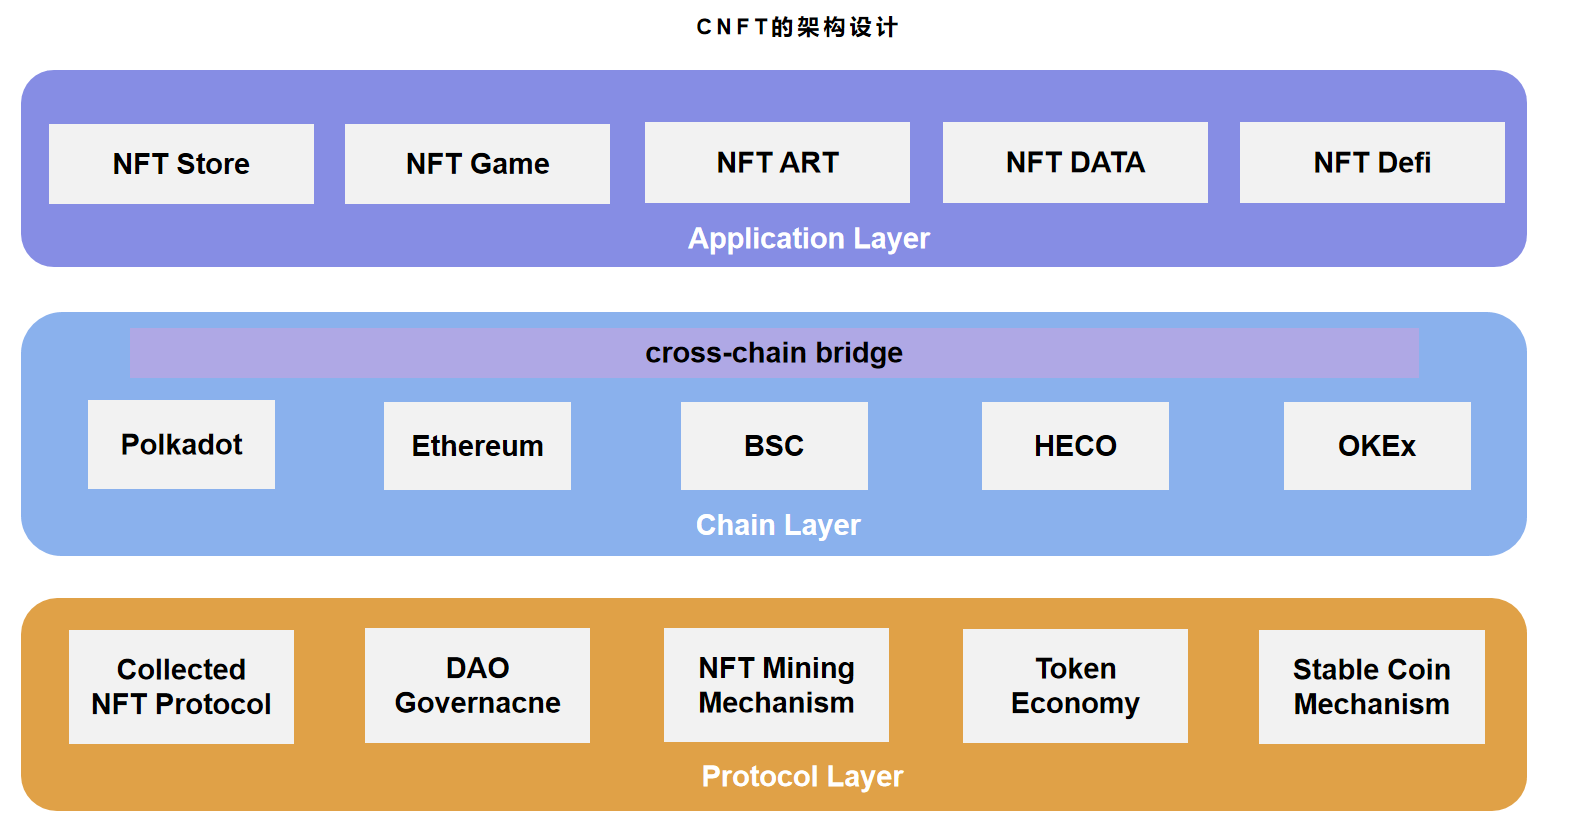 CNFT的架构设计
NFT Store
NFT Game
NFT ART
NFT DATA
NFT Defi
Application Layer
cross-chain bridge
Polkadot
Ethereum
BSC
HECO
OKEx
Chain Layer
Collected
NFT Protocol
DAO
Governacne
NFT Mining
Mechanism
Token
Economy
Stable Coin
Mechanism
Protocol Layer